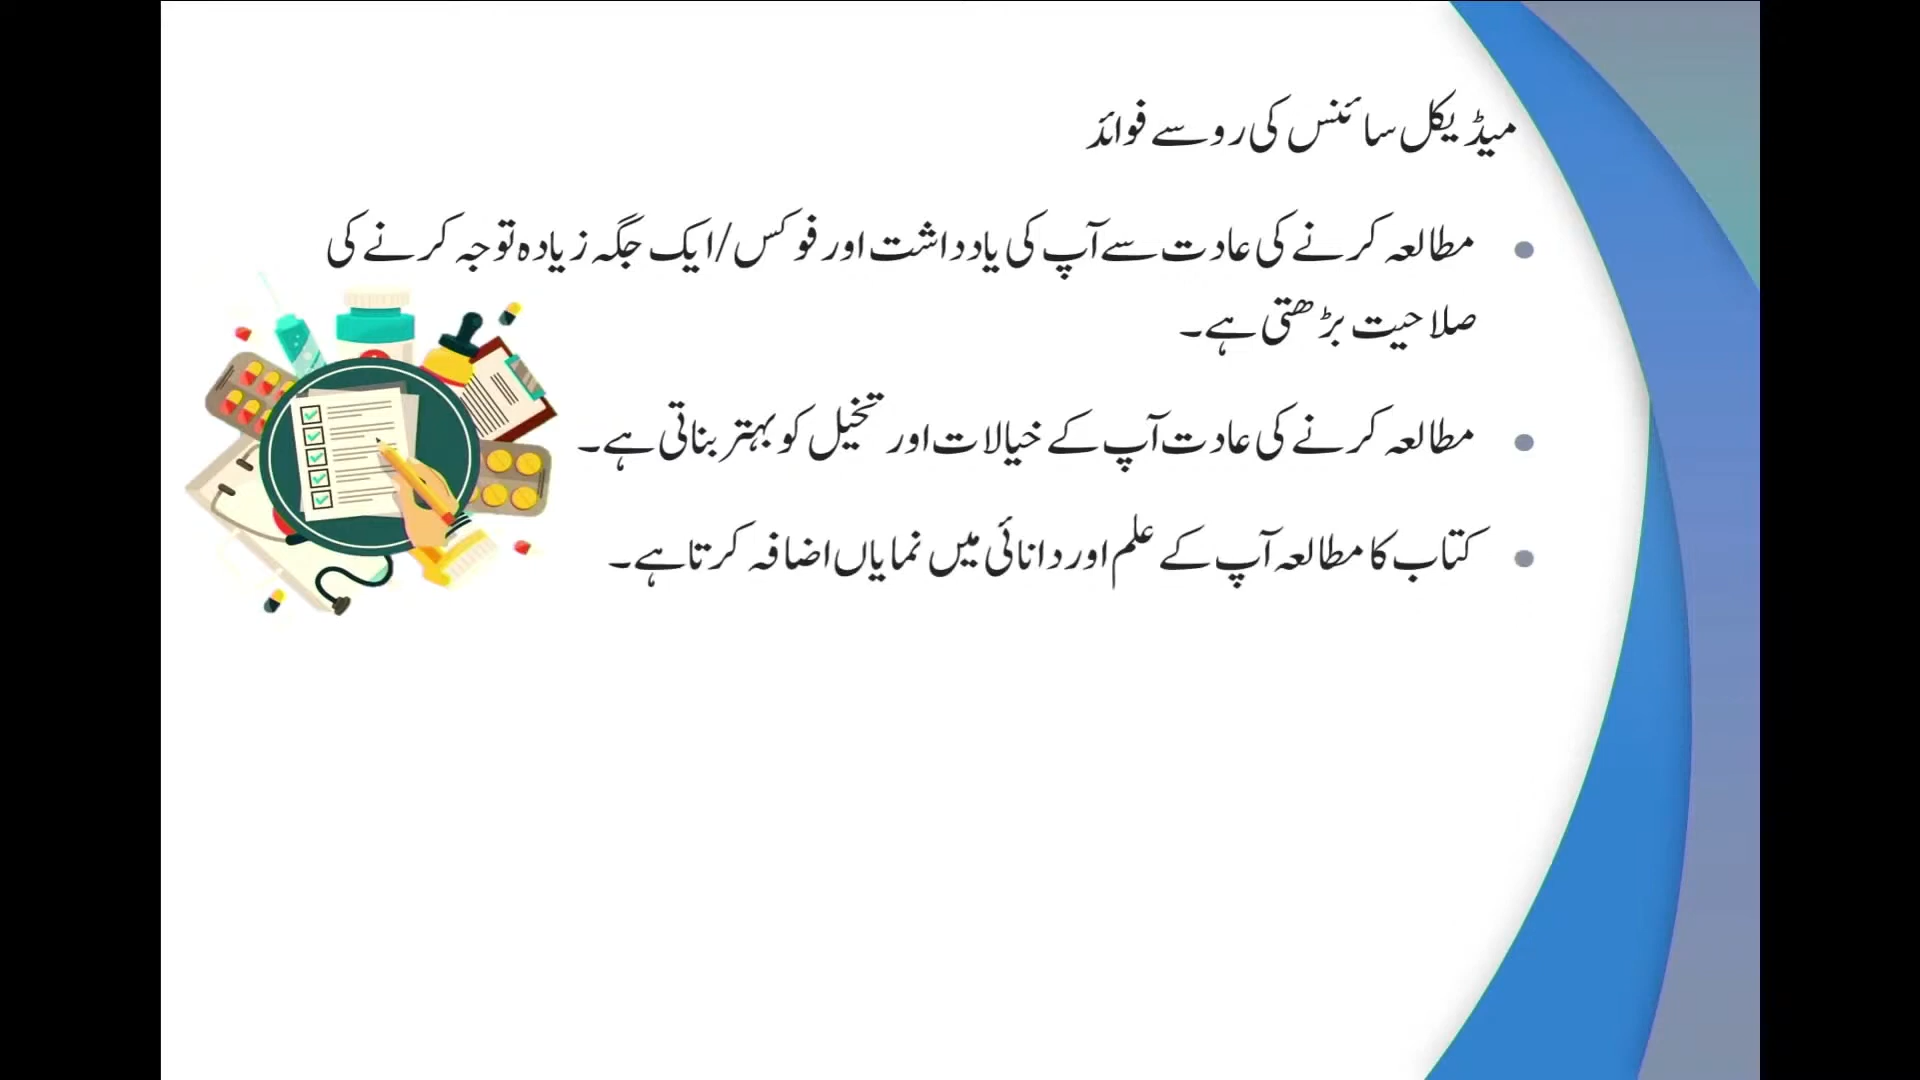 میڈیکل سائنس کی رو سے فوائد
• مطالعہ کرنے کی عادت سے آپ کی یادداشت اور فوکس/ایک جگہ زیادہ توجہ کرنے کی
صلاحیت بڑھتی ہے۔
• مطالعہ کرنے کی عادت آپ کے خیالات اور تخیل کو بہتر بناتی ہے۔
• کتاب کا مطالعہ آپ کے علم اور دانائی میں نمایاں اضافہ کرتا ہے۔